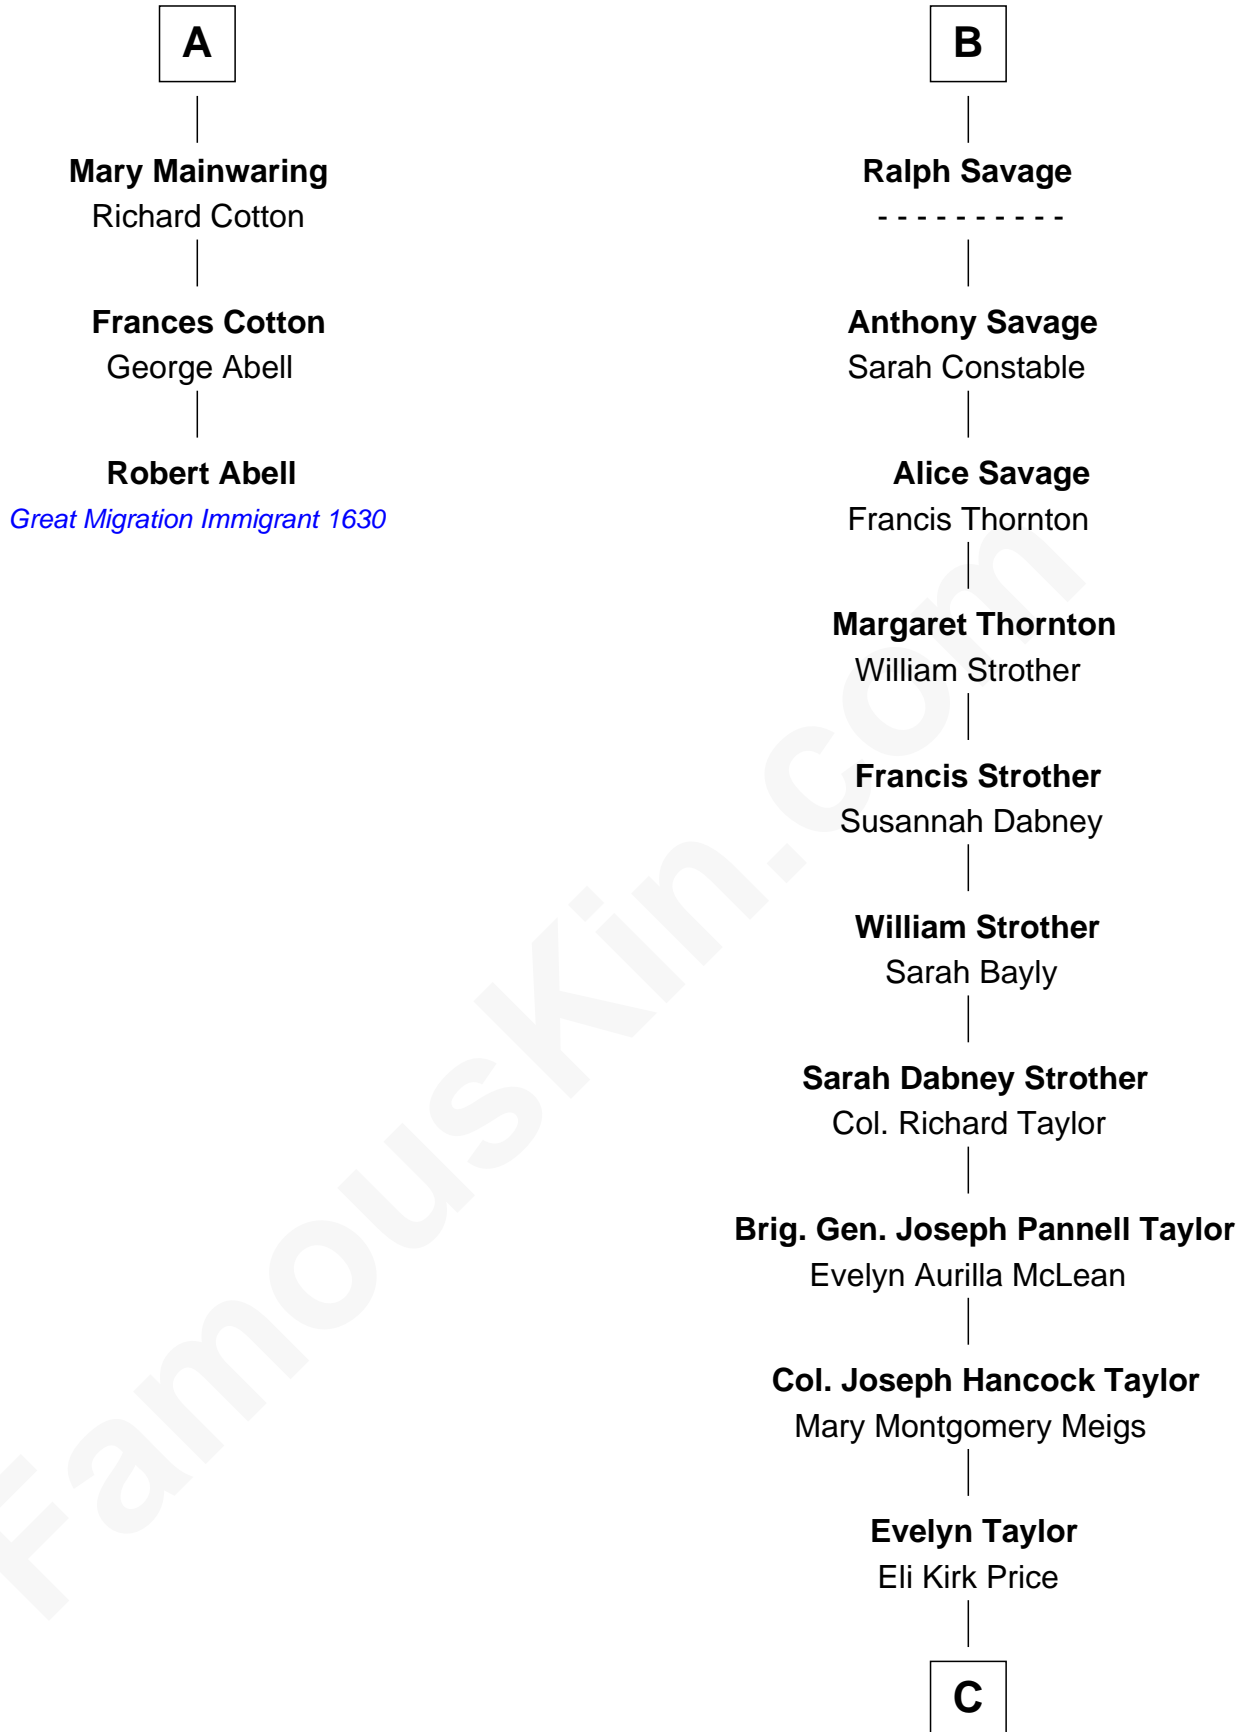 A
Mary Mainwaring
Richard Cotton
Frances Cotton
George Abell
Robert Abell
Great Migration Immigrant 1630
B
Ralph Savage
- - - - - - - - - -
Anthony Savage
Sarah Constable
Alice Savage
Francis Thornton
Margaret Thornton
William Strother
Francis Strother
Susannah Dabney
William Strother
Sarah Bayly
Sarah Dabney Strother
Col. Richard Taylor
Brig. Gen. Joseph Pannell Taylor
Evelyn Aurilla McLean
Col. Joseph Hancock Taylor
Mary Montgomery Meigs
Evelyn Taylor
Eli Kirk Price
C
FamousKin.com